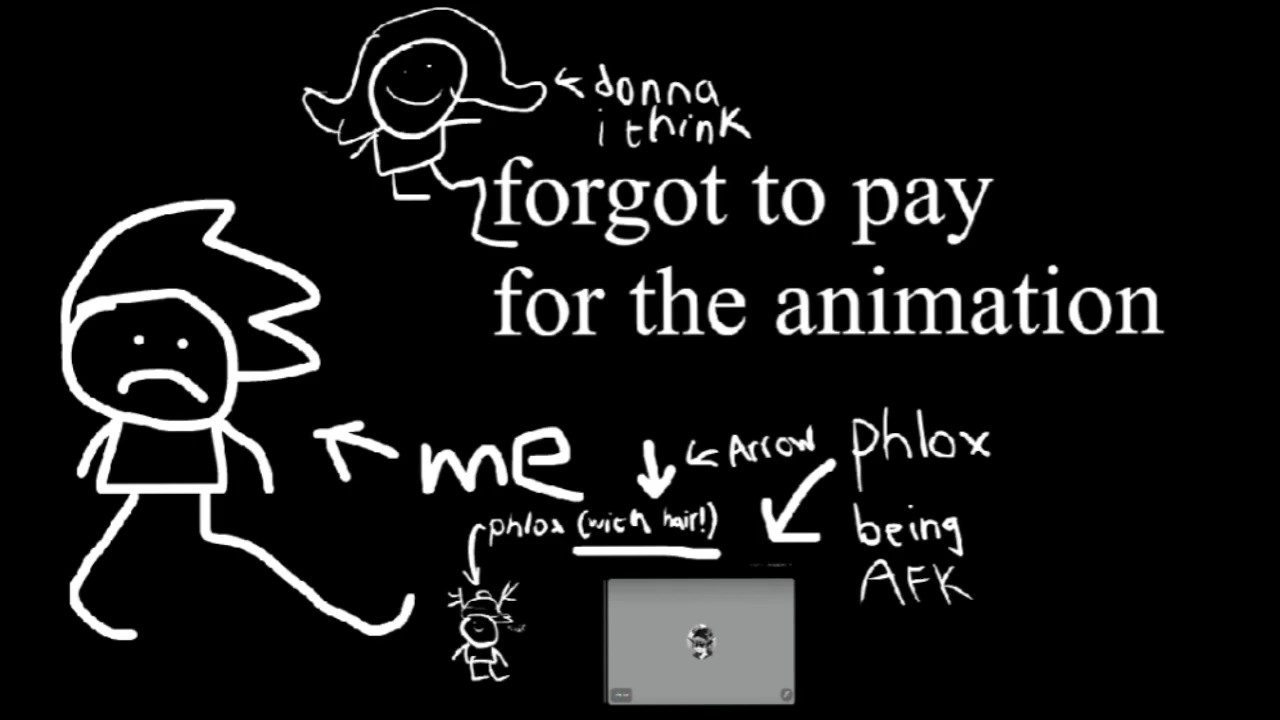 donna
i think
forgot to pay
for the animation
me
Arrow
phlox
being
AFK
phlox (with hair!)